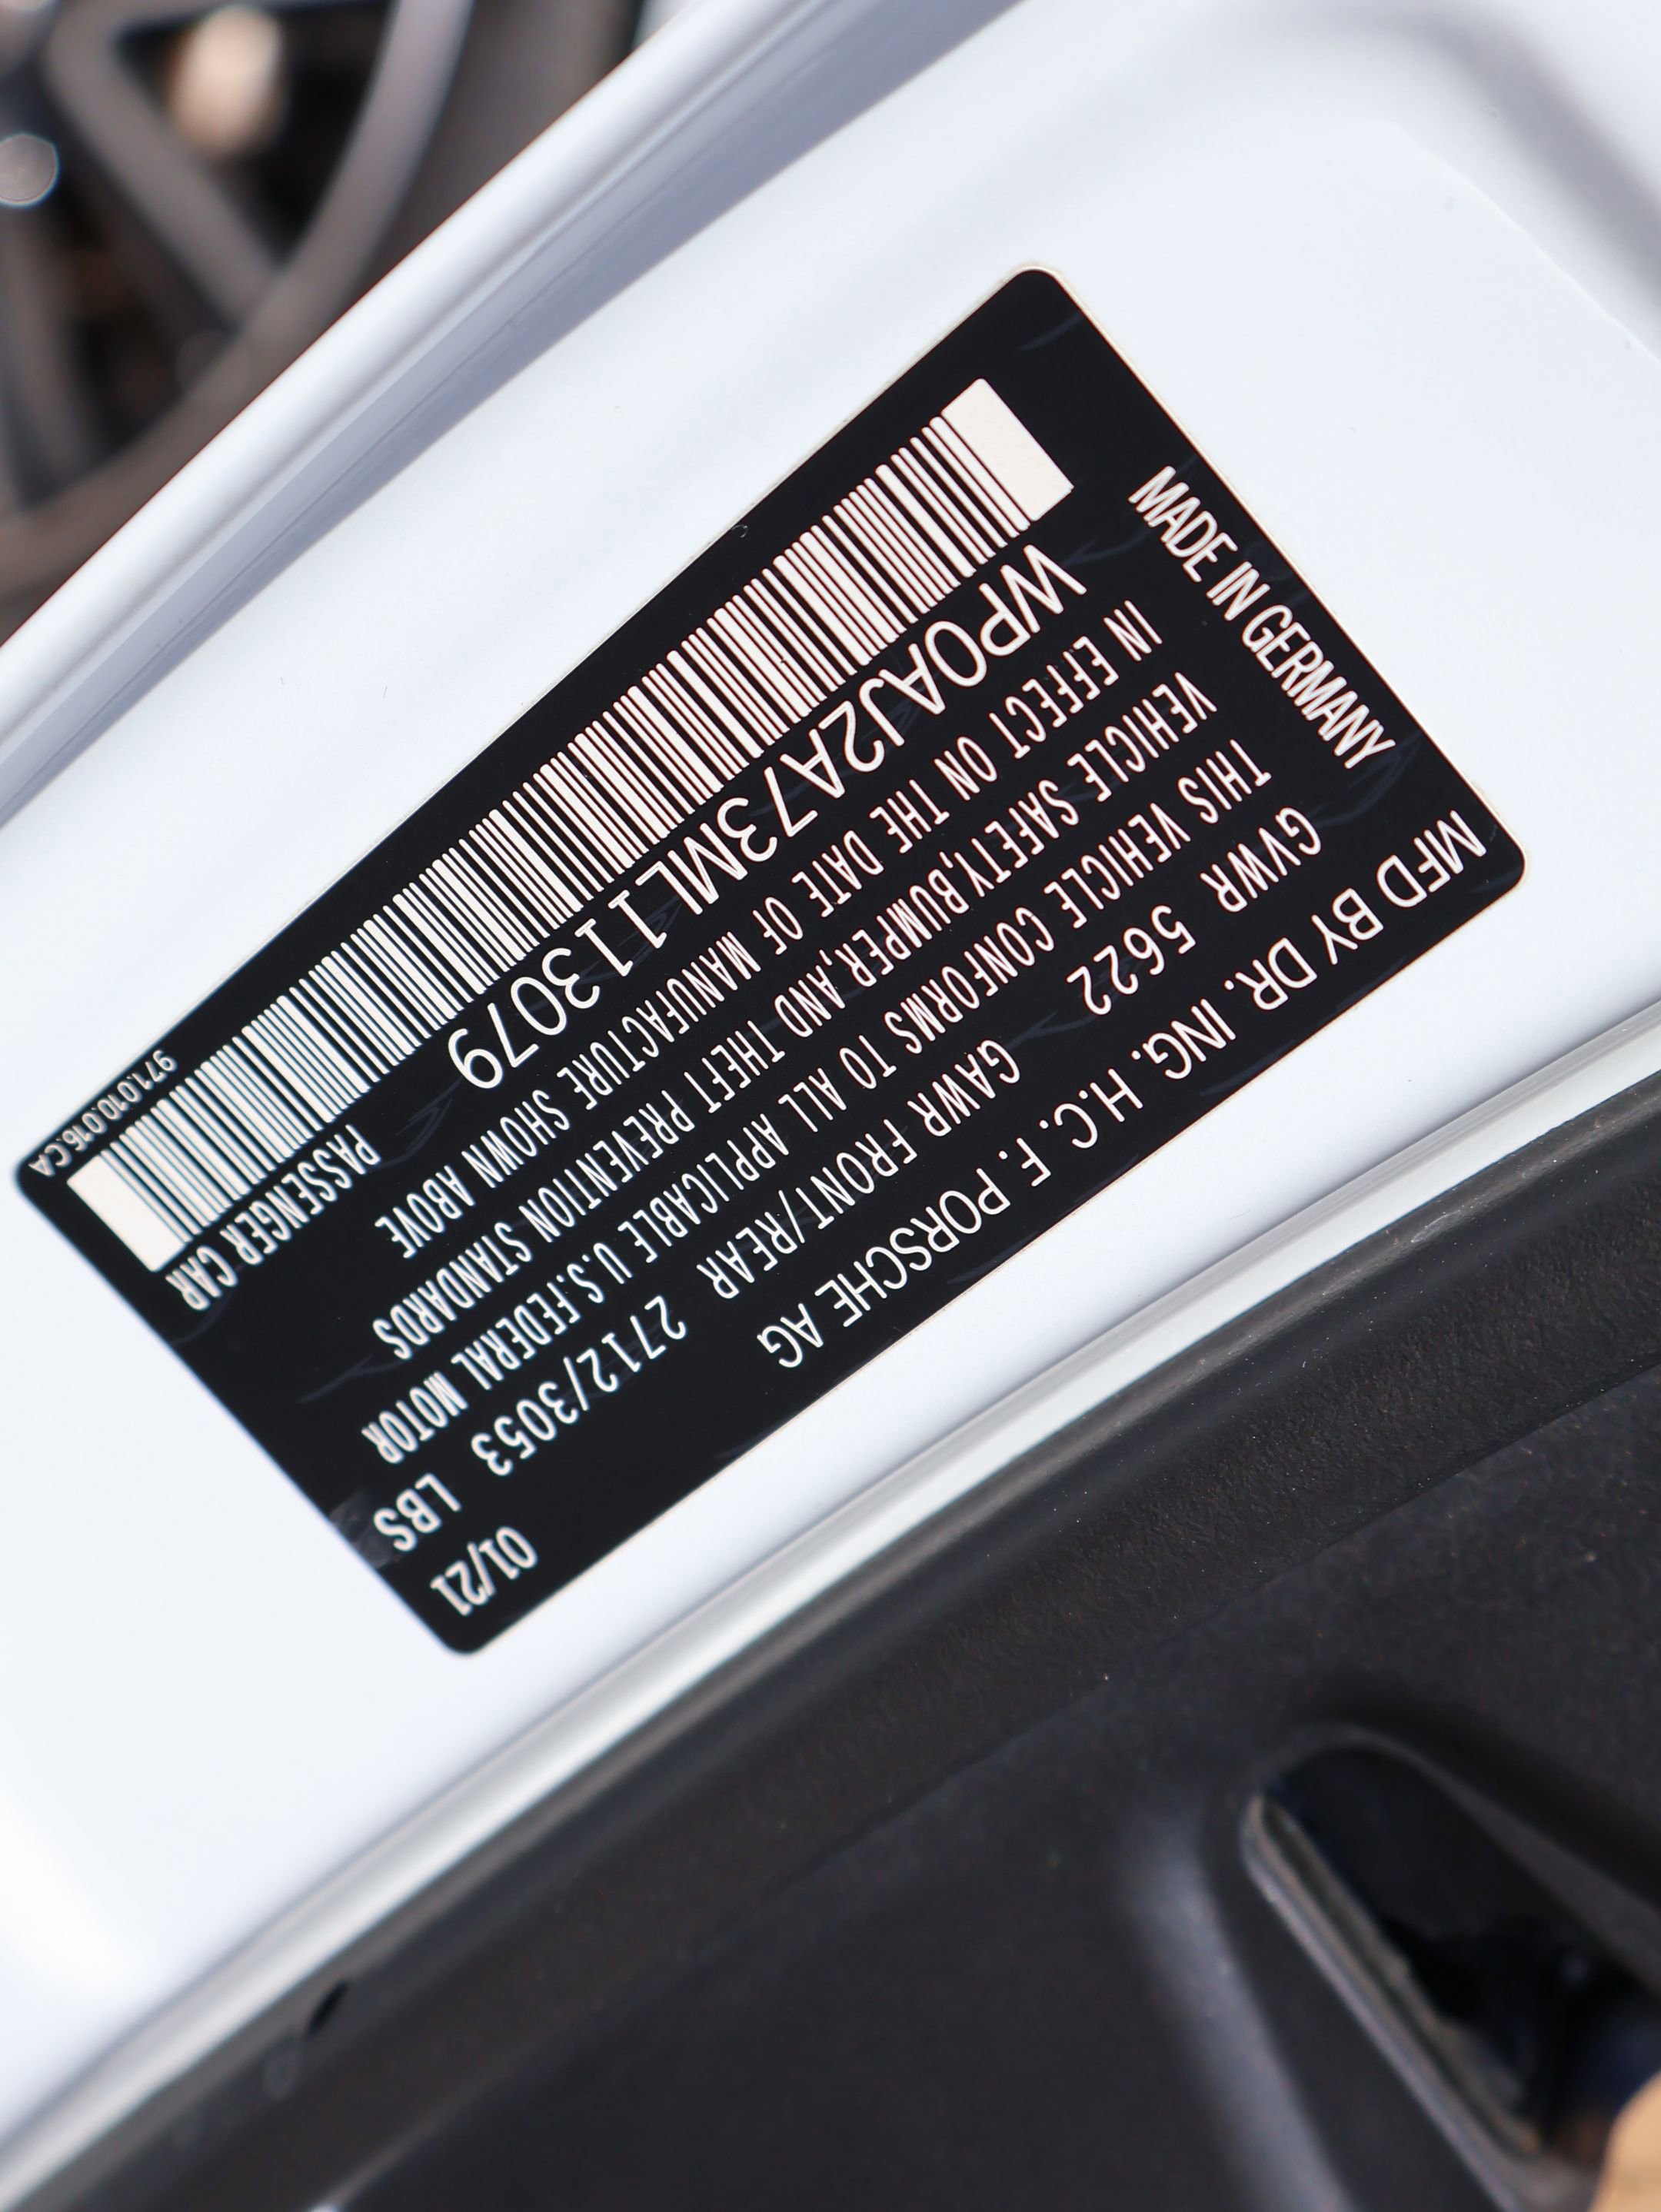 MFD BY DR. ING. H.C. F. PORSCHE AG 01/21
GVWR 5622 GAWR FRONT/REAR 2712/3053 LBS
THIS VEHICLE CONFORMS TO ALL APPLICABLE U.S.FEDERAL MOTOR
VEHICLE SAFETY,BUMPER,AND THEFT PREVENTION STANDARDS
IN EFFECT ON THE DATE OF MANUFACTURE SHOWN ABOVE
WP0AJ2A73ML113079 PASSENGER CAR
MADE IN GERMANY
971.010.016.CA